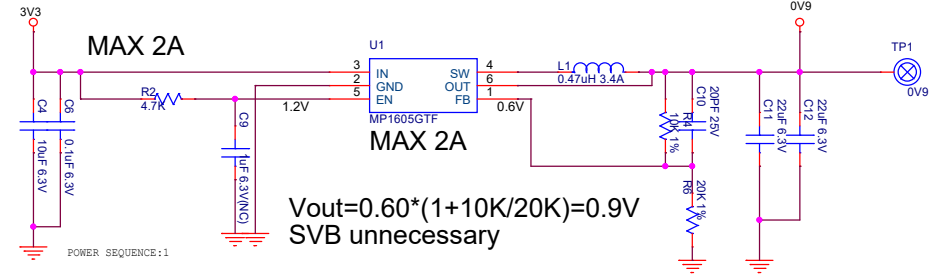 3V3
0V9
MAX 2A
U1
TP1
3
IN
SW
4
L1
0.47uH 3.4A
2
GND
OUT
6
5
EN
FB
1
R2
4.7K
1.2V
0.6V
MP1605GTF
MAX 2A
0V9
C4
10uF 6.3V
C6
0.1uF 6.3V
C9
1uF 6.3V(NC)
R4
10K 1%
C10
20PF 25V
C11
22uF 6.3V
C12
22uF 6.3V
R6
20K 1%
Vout=0.60*(1+10K/20K)=0.9V
SVB unnecessary
POWER SEQUENCE:1